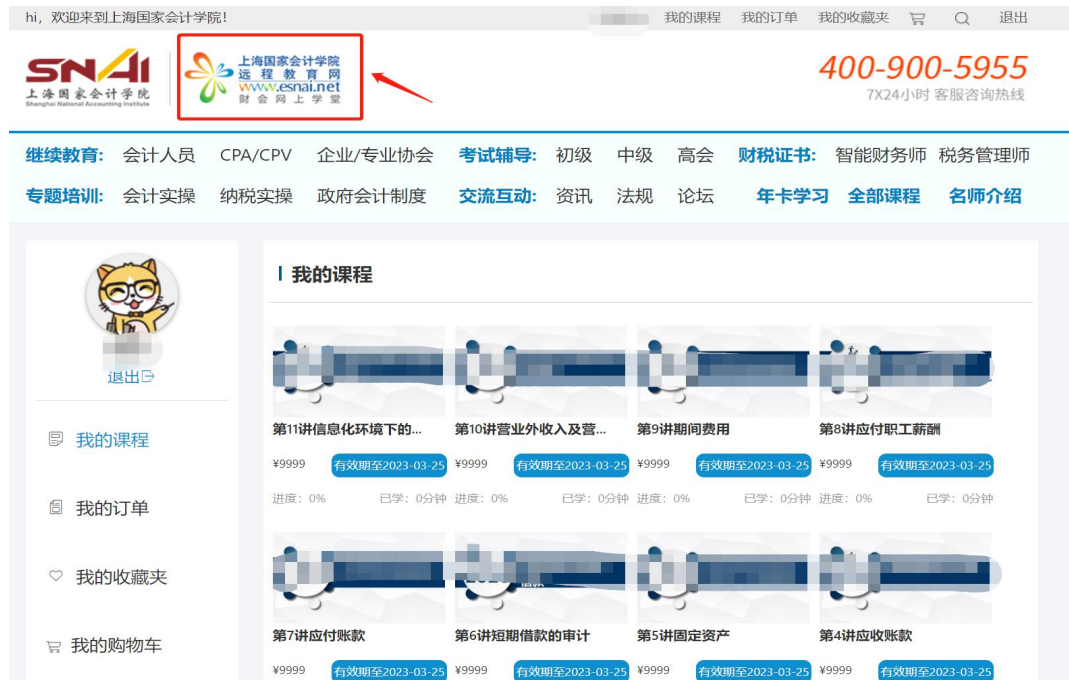 hi, 欢迎来到上海国家会计学院! 我的课程 我的订单 我的收藏夹 退出
SNAI
上海国家会计学院
Shanghai National Accounting Institute
上海国家会计学院
远程教育网
www.esnai.net
财会网上学堂
400-900-5955
7X24小时 客服咨询热线
继续教育: 会计人员 CPA/CPV 企业/专业协会 考试辅导: 初级 中级 高会 财税证书: 智能财务师 税务管理师
专题培训: 会计实操 纳税实操 政府会计制度 交流互动: 资讯 法规 论坛 年卡学习 全部课程 名师介绍
退出
我的课程
我的订单
我的收藏夹
我的购物车
我的课程
第11讲信息化环境下的... 第10讲营业外收入及营... 第9讲期间费用 第8讲应付职工薪酬
¥9999 有效期至2023-03-25 ¥9999 有效期至2023-03-25 ¥9999 有效期至2023-03-25 ¥9999 有效期至2023-03-25
进度: 0% 已学: 0分钟 进度: 0% 已学: 0分钟 进度: 0% 已学: 0分钟 进度: 0% 已学: 0分钟
第7讲应付账款 第6讲短期借款的审计 第5讲固定资产 第4讲应收账款
¥9999 有效期至2023-03-25 ¥9999 有效期至2023-03-25 ¥9999 有效期至2023-03-25 ¥9999 有效期至2023-03-25